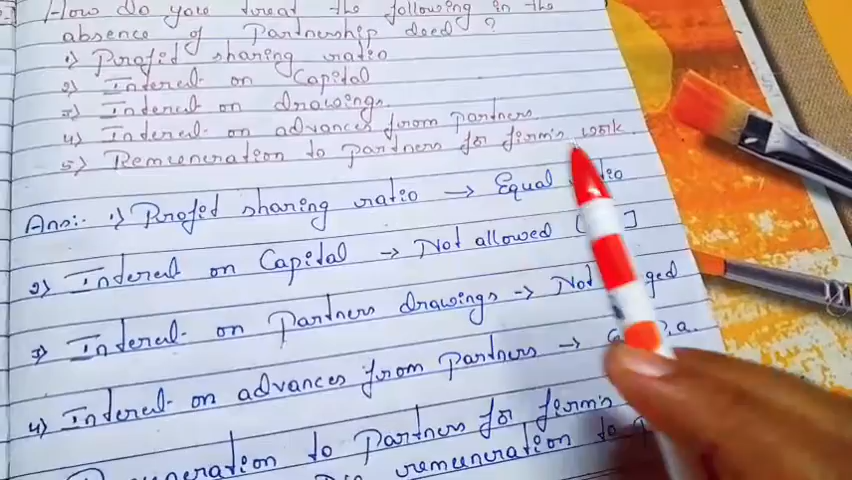 How do you treat the following in the
absence of Partnership deed ?
1) Profit sharing ratio
2) Interest on Capital
3) Interest on drawings.
4) Interest on advances from partners
5) Remuneration to partners for firm's work.
Ans:- 1) Profit sharing ratio → Equal
2) Interest on Capital → Not allowed
3) Interest on Partners drawings → Not
4) Interest on advances from partners →
to Partners for firm's
remuneration to